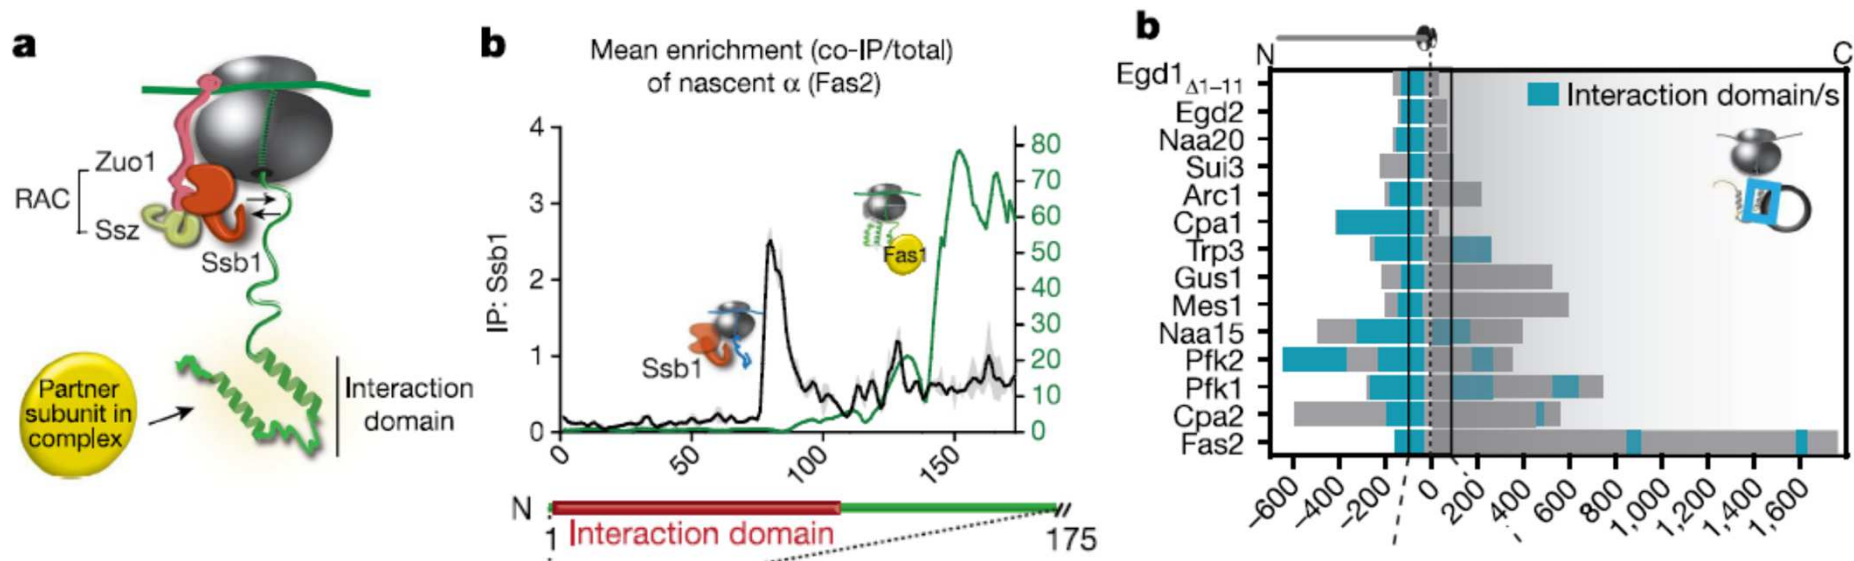 a
Zuo1
RAC
Ssz
Ssb1
Partner
subunit in
complex
Interaction
domain
b
Mean enrichment (co-IP/total)
of nascent α (Fas2)
IP: Ssb1
4
3
2
1
0
80
70
60
50
40
30
20
10
0
Ssb1
Fas1
0
50
100
150
N
Interaction domain
1
175
b
N
C
Egd1Δ1–11
Egd2
Naa20
Sui3
Arc1
Cpa1
Trp3
Gus1
Mes1
Naa15
Pfk2
Pfk1
Cpa2
Fas2
Interaction domain/s
–600
–400
–200
0
200
400
600
800
1,000
1,200
1,400
1,600